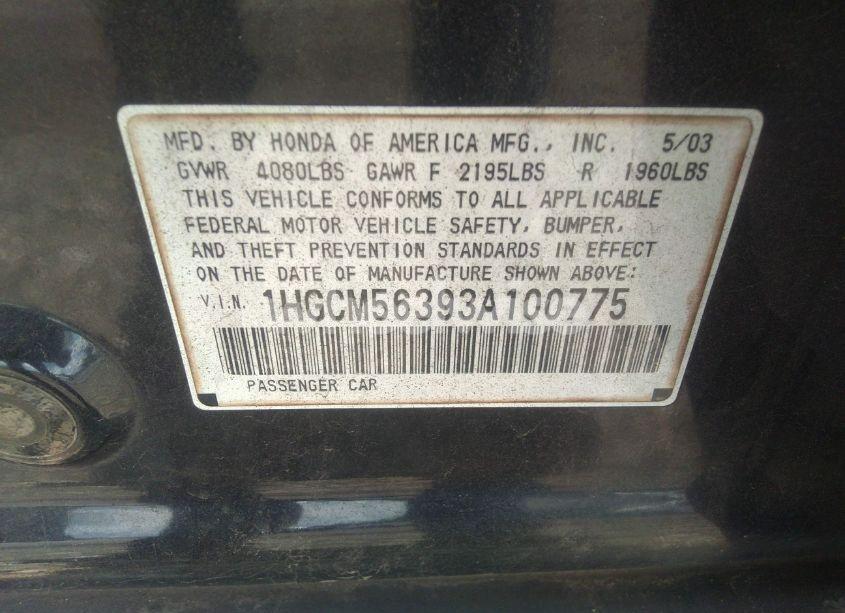 MFD. BY HONDA OF AMERICA MFG., INC. 5/03
GVWR 4080LBS GAWR F 2195LBS R 1960LBS
THIS VEHICLE CONFORMS TO ALL APPLICABLE
FEDERAL MOTOR VEHICLE SAFETY, BUMPER,
AND THEFT PREVENTION STANDARDS IN EFFECT
ON THE DATE OF MANUFACTURE SHOWN ABOVE:
V.I.N. 1HGCM56393A100775
PASSENGER CAR